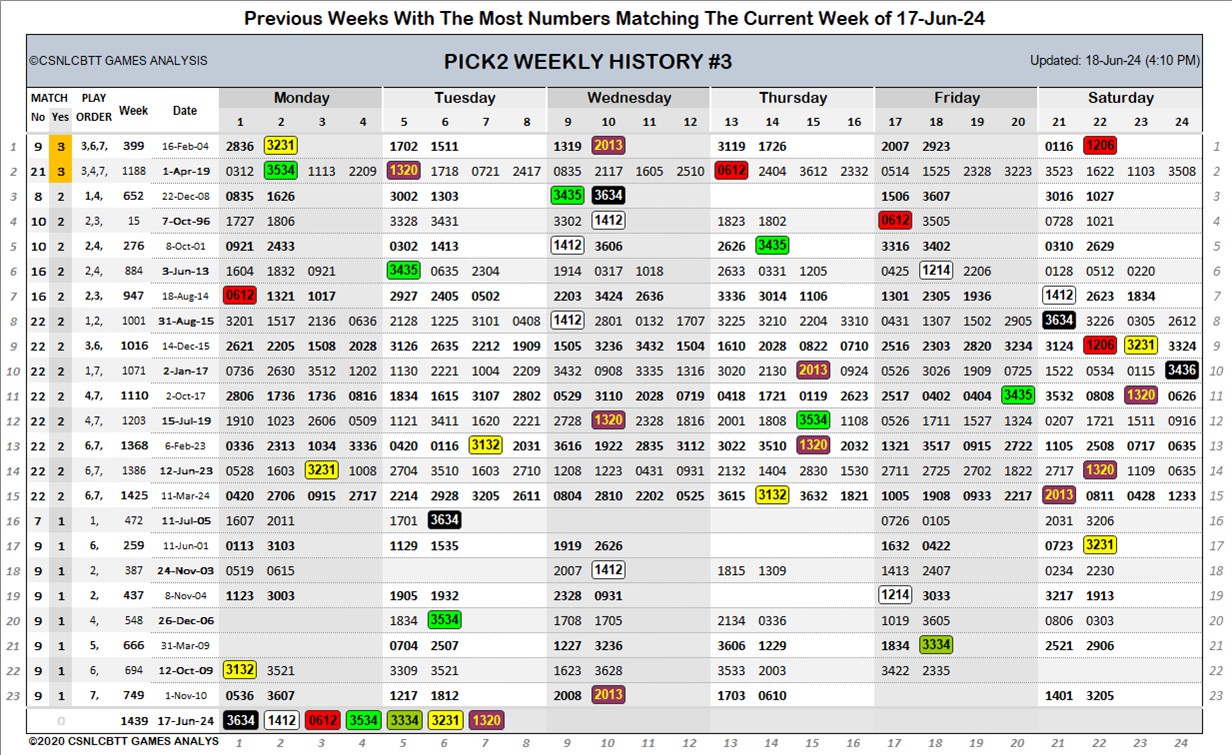 Previous Weeks With The Most Numbers Matching The Current Week of 17-Jun-24
©CSNLCBTT GAMES ANALYSIS PICK2 WEEKLY HISTORY #3 Updated: 18-Jun-24 (4:10 PM)
MATCH PLAY Week Date Monday Tuesday Wednesday Thursday Friday Saturday
No Yes ORDER 1 2 3 4 5 6 7 8 9 10 11 12 13 14 15 16 17 18 19 20 21 22 23 24
1 9 3 3,6,7, 399 16-Feb-04 2836 3231 1702 1511 1319 2013 3119 1726 2007 2923 0116 1206 1
2 21 3 3,4,7, 1188 1-Apr-19 0312 3534 1113 2209 1320 1718 0721 2417 0835 2117 1605 2510 0612 2404 3612 2332 0514 1525 2328 3223 3523 1622 1103 3508 2
3 8 2 1,4, 652 22-Dec-08 0835 1626 3002 1303 3435 3634 1506 3607 3016 1027 3
4 10 2 2,3, 15 7-Oct-96 1727 1806 3328 3431 3302 1412 1823 1802 0612 3505 0728 1021 4
5 10 2 2,4, 276 8-Oct-01 0921 2433 0302 1413 1412 3606 2626 3435 3316 3402 0310 2629 5
6 16 2 2,4, 884 3-Jun-13 1604 1832 0921 3435 0635 2304 1914 0317 1018 2633 0331 1205 0425 1214 2206 0128 0512 0220 6
7 16 2 2,3, 947 18-Aug-14 0612 1321 1017 2927 2405 0502 2203 3424 2636 3336 3014 1106 1301 2305 1936 1412 2623 1834 7
8 22 2 1,2, 1001 31-Aug-15 3201 1517 2136 0636 2128 1225 3101 0408 1412 2801 0132 1707 3225 3210 2204 3310 0431 1307 1502 2905 3634 3226 0305 2612 8
9 22 2 3,6, 1016 14-Dec-15 2621 2205 1508 2028 3126 2635 2212 1909 1505 3236 3432 1504 1610 2028 0822 0710 2516 2303 2820 3234 3124 1206 3231 3324 9
10 22 2 1,7, 1071 2-Jan-17 0736 2630 3512 1202 1130 2221 1004 2209 3432 0908 3335 1316 3020 2130 2013 0924 0526 3026 1909 0725 1522 0534 0115 3436 10
11 22 2 4,7, 1110 2-Oct-17 2806 1736 1736 0816 1834 1615 3107 2802 0529 3110 2028 0719 0418 1721 0119 2623 2517 0402 0404 3435 3532 0808 1320 0626 11
12 22 2 4,7, 1203 15-Jul-19 1910 1023 2606 0509 1121 3411 1620 2221 2728 1320 2328 1816 2001 1808 3534 1108 0526 1711 1527 1324 0207 1721 1511 0916 12
13 22 2 6,7, 1368 6-Feb-23 0336 2313 1034 3336 0420 0116 3132 2031 3616 1922 2835 3112 3022 3510 1320 2032 1321 3517 0915 2722 1105 2508 0717 0635 13
14 22 2 6,7, 1386 12-Jun-23 0528 1603 3231 1008 2704 3510 1603 2710 1208 1223 0431 0931 2132 1404 2830 1530 2711 2725 2702 1822 2717 1320 1109 0635 14
15 22 2 6,7, 1425 11-Mar-24 0420 2706 0915 2717 2214 2928 3205 2611 0804 2810 2202 0525 3615 3132 3632 1821 1005 1908 0933 2217 2013 0811 0428 1233 15
16 7 1 1, 472 11-Jul-05 1607 2011 1701 3634 0726 0105 2031 3206 16
17 9 1 6, 259 11-Jun-01 0113 3103 1129 1535 1919 2626 1632 0422 0723 3231 17
18 9 1 2, 387 24-Nov-03 0519 0615 2007 1412 1815 1309 1413 2407 0234 2230 18
19 9 1 2, 437 8-Nov-04 1123 3003 1905 1932 2328 0931 1214 3033 3217 1913 19
20 9 1 4, 548 26-Dec-06 1834 3534 1708 1705 2134 0336 1019 3605 0806 0303 20
21 9 1 5, 666 31-Mar-09 0704 2507 1227 3236 3606 1229 1834 3334 2521 2906 21
22 9 1 6, 694 12-Oct-09 3132 3521 3309 3521 1623 3628 3533 2003 3422 2335 22
23 9 1 7, 749 1-Nov-10 0536 3607 1217 1812 2008 2013 1703 0610 1401 3205 23
0 1439 17-Jun-24 3634 1412 0612 3534 3334 3231 1320
©2020 CSNLCBTT GAMES ANALYS 1 2 3 4 5 6 7 8 9 10 11 12 13 14 15 16 17 18 19 20 21 22 23 24